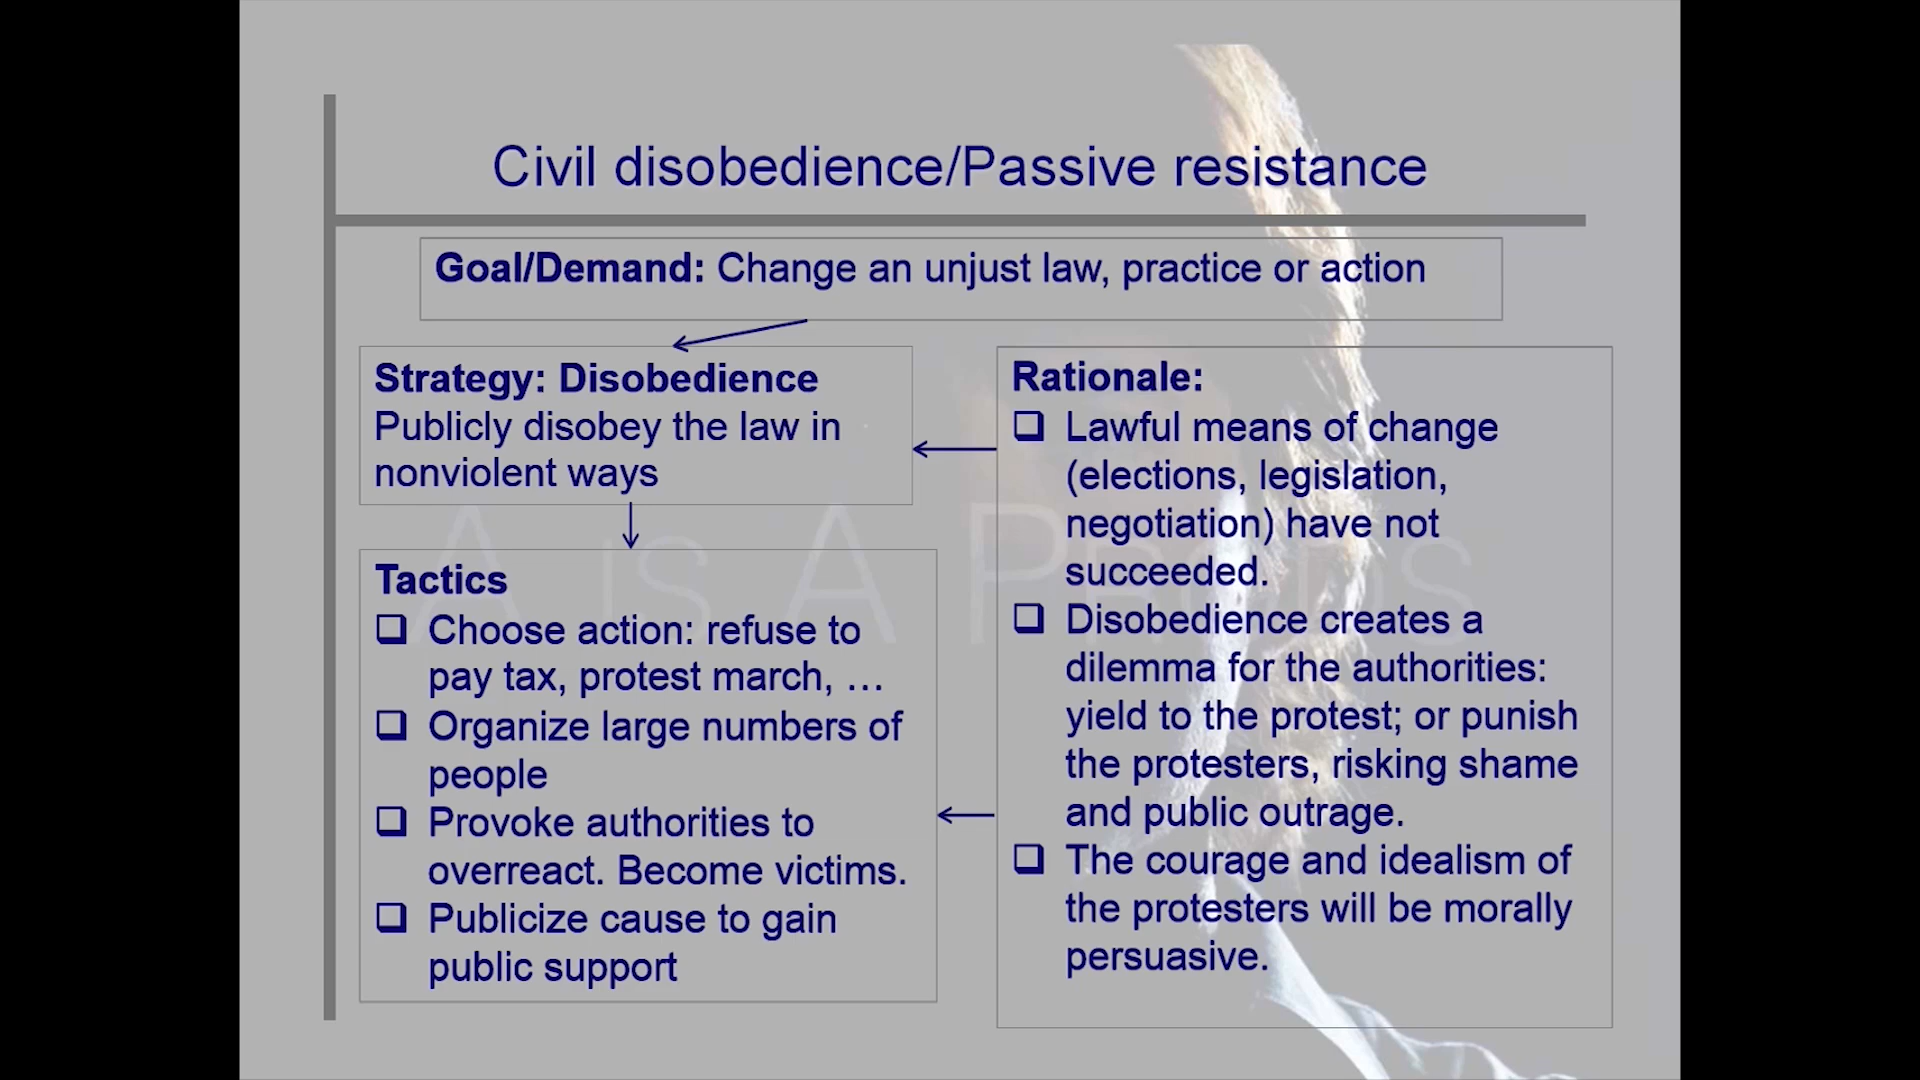 Civil disobedience/Passive resistance
Goal/Demand: Change an unjust law, practice or action
Strategy: Disobedience
Publicly disobey the law in
nonviolent ways
Tactics
❑ Choose action: refuse to
pay tax, protest march, …
❑ Organize large numbers of
people
❑ Provoke authorities to
overreact. Become victims.
❑ Publicize cause to gain
public support
Rationale:
❑ Lawful means of change
(elections, legislation,
negotiation) have not
succeeded.
❑ Disobedience creates a
dilemma for the authorities:
yield to the protest; or punish
the protesters, risking shame
and public outrage.
❑ The courage and idealism of
the protesters will be morally
persuasive.
A IS A PRODS